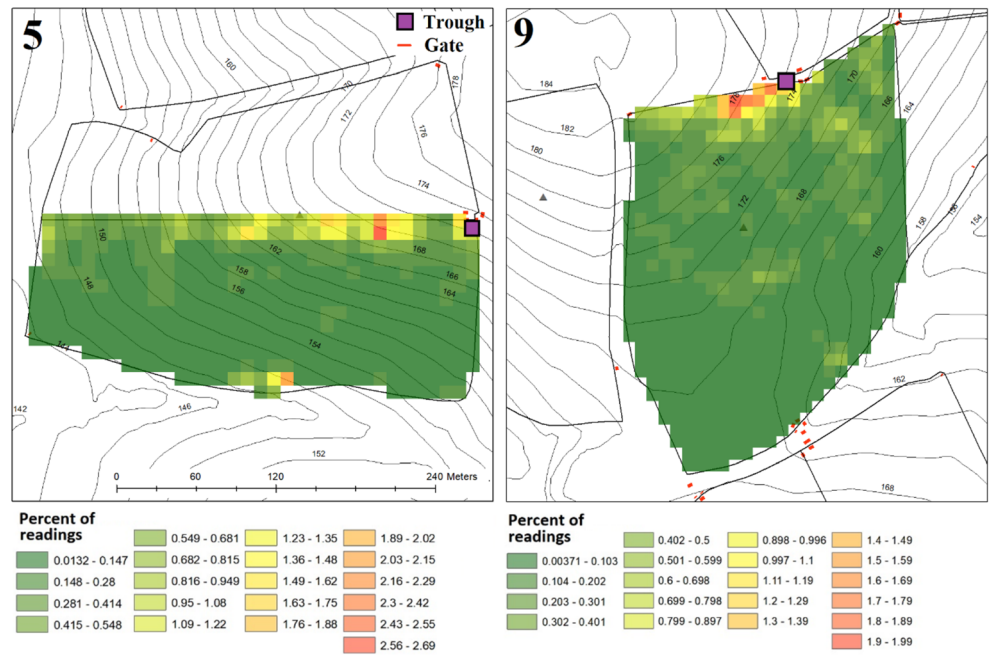 5
Trough
Gate
160
170
172
178
176
174
150
162
168
166
164
158
156
148
154
144
142
146
152
0 60 120 240 Meters
9
184
182
180
178
174
170
166
164
176
172
168
160
158
156
154
162
168
Percent of
readings
0.0132 - 0.147
0.148 - 0.28
0.281 - 0.414
0.415 - 0.548
0.549 - 0.681
0.682 - 0.815
0.816 - 0.949
0.95 - 1.08
1.09 - 1.22
1.23 - 1.35
1.36 - 1.48
1.49 - 1.62
1.63 - 1.75
1.76 - 1.88
1.89 - 2.02
2.03 - 2.15
2.16 - 2.29
2.3 - 2.42
2.43 - 2.55
2.56 - 2.69
Percent of
readings
0.00371 - 0.103
0.104 - 0.202
0.203 - 0.301
0.302 - 0.401
0.402 - 0.5
0.501 - 0.599
0.6 - 0.698
0.699 - 0.798
0.799 - 0.897
0.898 - 0.996
0.997 - 1.1
1.11 - 1.19
1.2 - 1.29
1.3 - 1.39
1.4 - 1.49
1.5 - 1.59
1.6 - 1.69
1.7 - 1.79
1.8 - 1.89
1.9 - 1.99